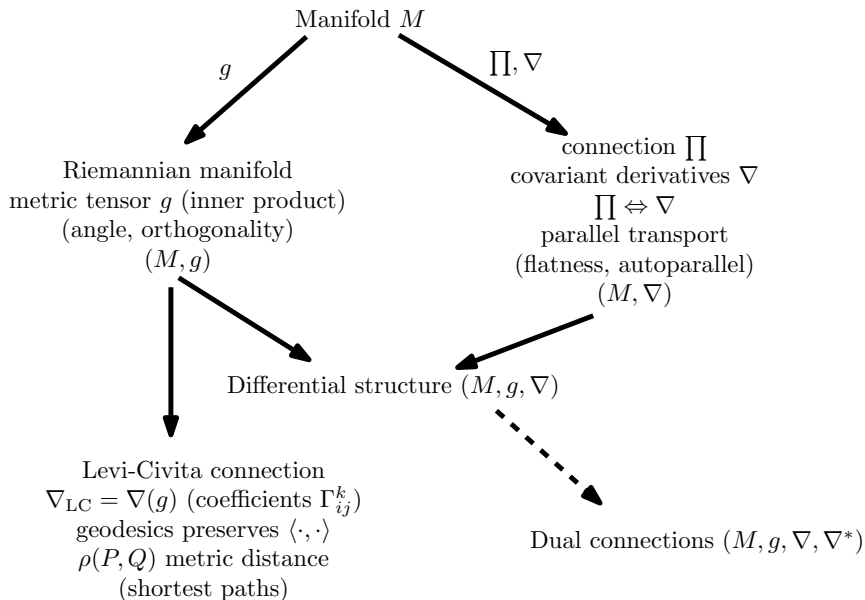 Manifold M
g
∏, ∇
Riemannian manifold
metric tensor g (inner product)
(angle, orthogonality)
(M, g)
connection ∏
covariant derivatives ∇
∏ ⇔ ∇
parallel transport
(flatness, autoparallel)
(M, ∇)
Differential structure (M, g, ∇)
Levi-Civita connection
∇_LC = ∇(g) (coefficients Γ^k_ij)
geodesics preserves ⟨·, ·⟩
ρ(P, Q) metric distance
(shortest paths)
Dual connections (M, g, ∇, ∇*)